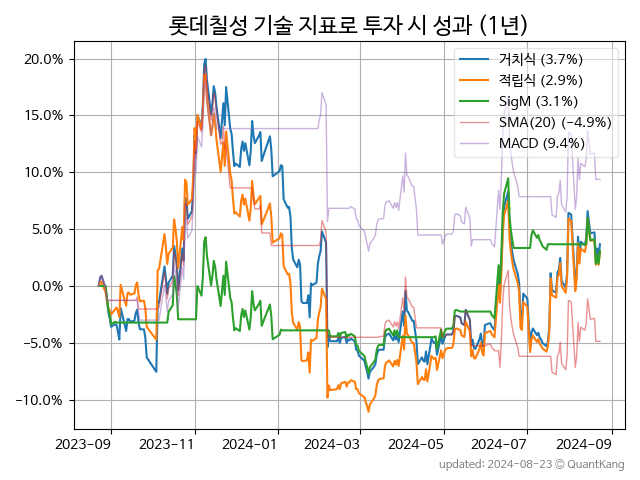 롯데칠성 기술 지표로 투자 시 성과 (1년)
거치식 (3.7%)
적립식 (2.9%)
SigM (3.1%)
SMA(20) (−4.9%)
MACD (9.4%)
20.0%
15.0%
10.0%
5.0%
0.0%
−5.0%
−10.0%
2023-09 2023-11 2024-01 2024-03 2024-05 2024-07 2024-09
updated: 2024-08-23 © QuantKang